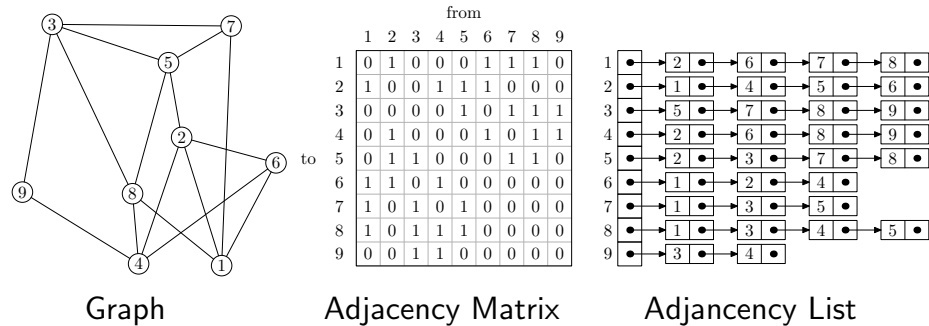 3
7
5
2
6
9
8
4
1
from
1 2 3 4 5 6 7 8 9
to
1 0 1 0 0 0 1 1 1 0
2 1 0 0 1 1 1 0 0 0
3 0 0 0 0 1 0 1 1 1
4 0 1 0 0 0 1 0 1 1
5 0 1 1 0 0 0 1 1 0
6 1 1 0 1 0 0 0 0 0
7 1 0 1 0 1 0 0 0 0
8 1 0 1 1 1 0 0 0 0
9 0 0 1 1 0 0 0 0 0
1 2 6 7 8
2 1 4 5 6
3 5 7 8 9
4 2 6 8 9
5 2 3 7 8
6 1 2 4
7 1 3 5
8 1 3 4 5
9 3 4
Graph
Adjacency Matrix
Adjancency List